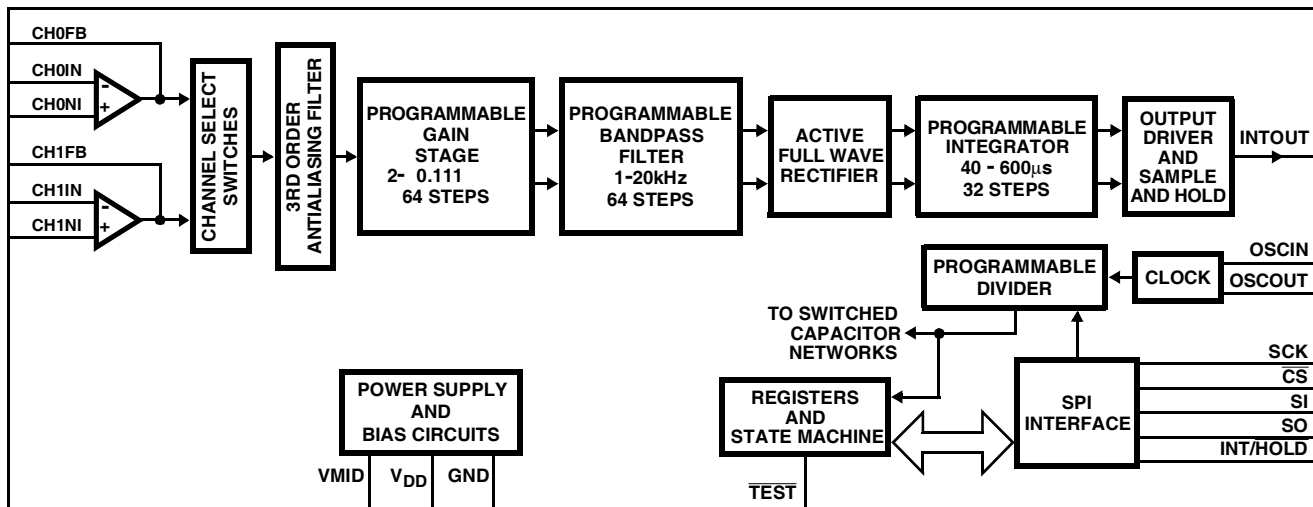 CH0FB
CH0IN
CH0NI
CH1FB
CH1IN
CH1NI
-
+
-
+
CHANNEL SELECT
SWITCHES
3RD ORDER
ANTIALIASING FILTER
PROGRAMMABLE
GAIN
STAGE
2- 0.111
64 STEPS
PROGRAMMABLE
BANDPASS
FILTER
1-20kHz
64 STEPS
ACTIVE
FULL WAVE
RECTIFIER
PROGRAMMABLE
INTEGRATOR
40 - 600µs
32 STEPS
OUTPUT
DRIVER
AND
SAMPLE
AND HOLD
INTOUT
PROGRAMMABLE
DIVIDER
CLOCK
OSCIN
OSCOUT
TO SWITCHED
CAPACITOR
NETWORKS
POWER SUPPLY
AND
BIAS CIRCUITS
VMID
VDD
GND
REGISTERS
AND
STATE MACHINE
TEST
SPI
INTERFACE
SCK
CS
SI
SO
INT/HOLD